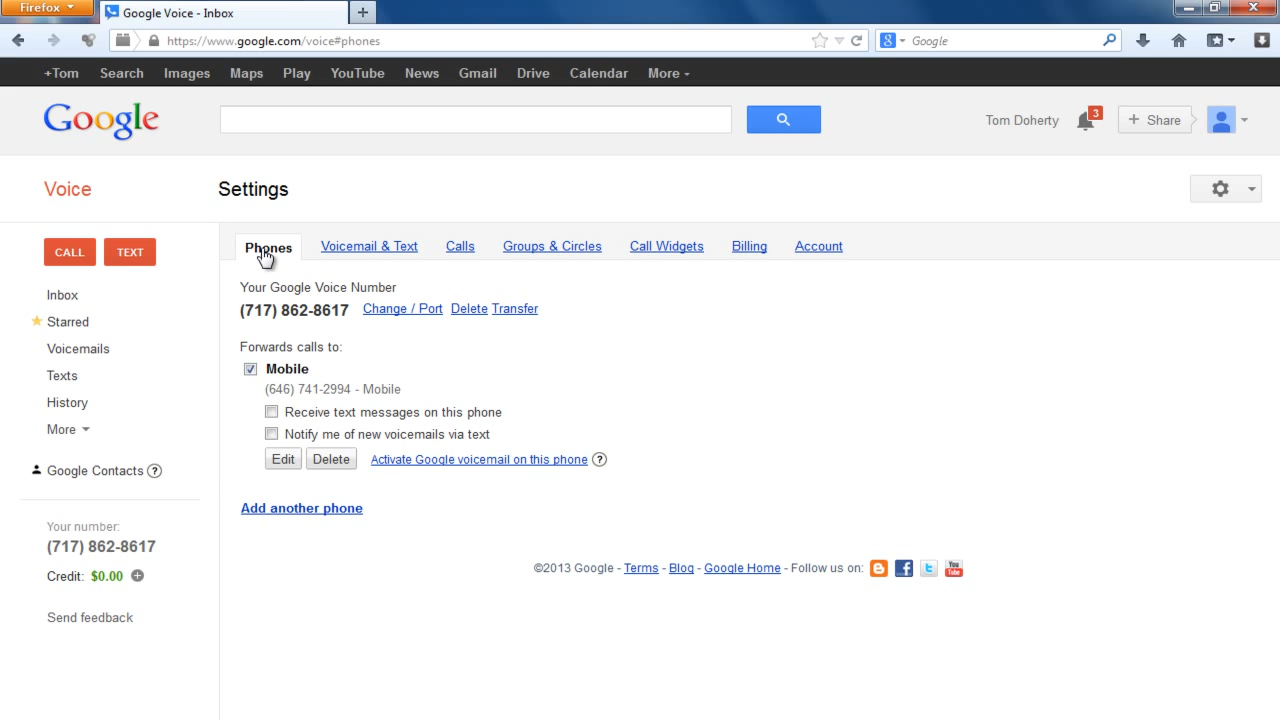 Firefox
Google Voice - Inbox
https://www.google.com/voice#phones
Google
+Tom Search Images Maps Play YouTube News Gmail Drive Calendar More
Google
Tom Doherty 3 + Share
Voice
Settings
CALL TEXT
Phones Voicemail & Text Calls Groups & Circles Call Widgets Billing Account
Inbox
Starred
Voicemails
Texts
History
More
Google Contacts ?
Your number:
(717) 862-8617
Credit: $0.00
Send feedback
Your Google Voice Number
(717) 862-8617 Change / Port Delete Transfer
Forwards calls to:
Mobile
(646) 741-2994 - Mobile
Receive text messages on this phone
Notify me of new voicemails via text
Edit Delete Activate Google voicemail on this phone ?
Add another phone
©2013 Google - Terms - Blog - Google Home - Follow us on: You Tube